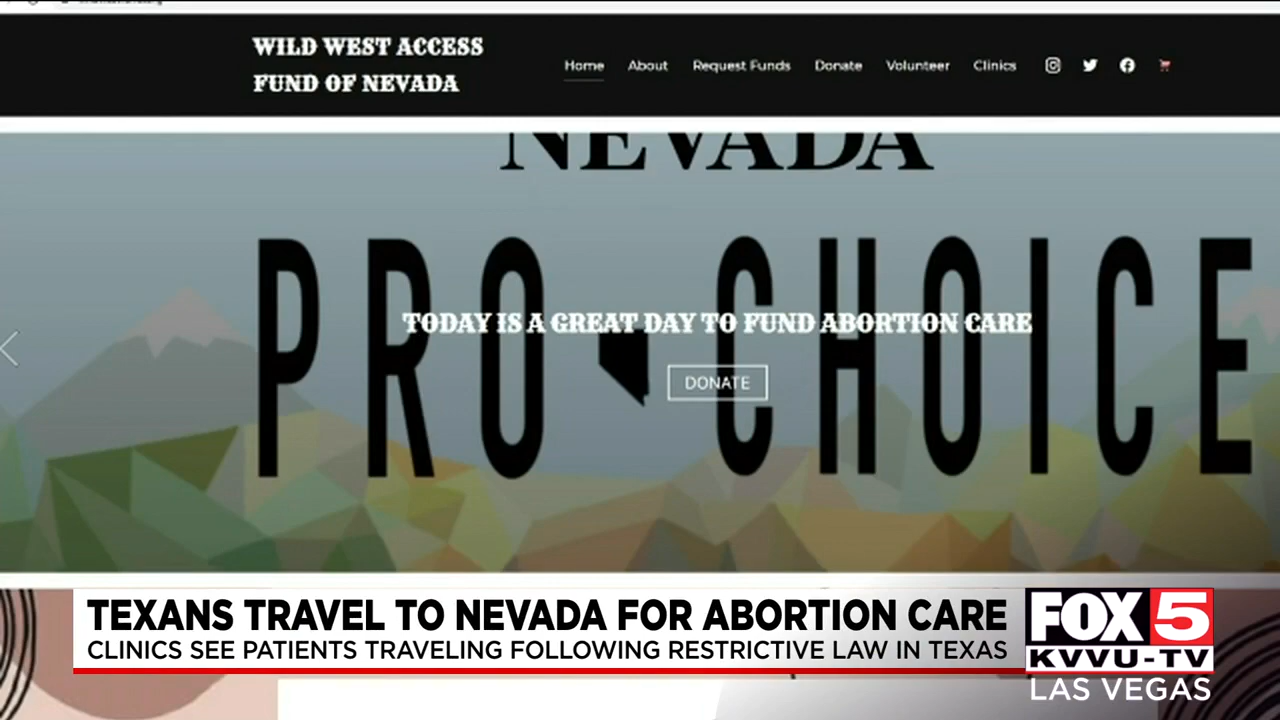 WILD WEST ACCESS
FUND OF NEVADA
Home About Request Funds Donate Volunteer Clinics
NEVADA
PRO CHOICE
TODAY IS A GREAT DAY TO FUND ABORTION CARE
DONATE
TEXANS TRAVEL TO NEVADA FOR ABORTION CARE
CLINICS SEE PATIENTS TRAVELING FOLLOWING RESTRICTIVE LAW IN TEXAS
FOX 5
KVVU-TV
LAS VEGAS